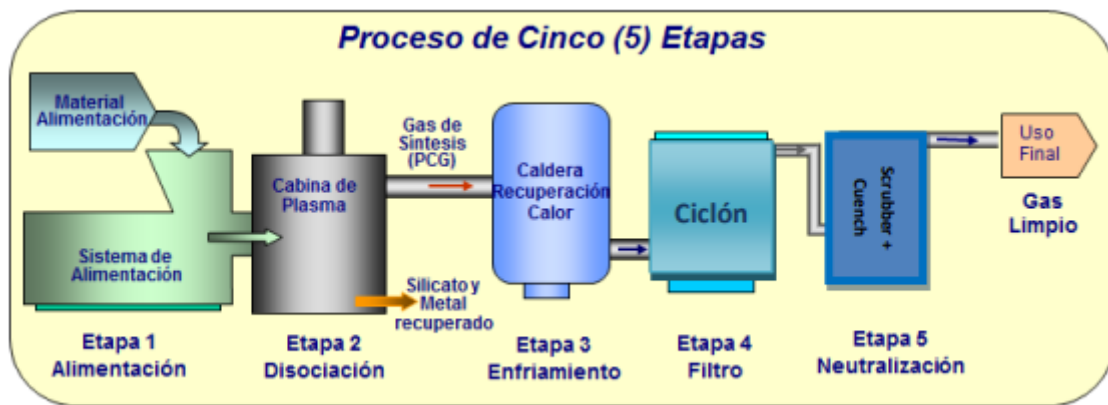 Proceso de Cinco (5) Etapas
Material
Alimentación
Sistema de
Alimentación
Cabina de
Plasma
Gas de
Síntesis
(PCG)
Silicato y
Metal
recuperado
Caldera
Recuperación
Calor
Ciclón
Scrubber +
Cuench
Uso
Final
Gas
Limpio
Etapa 1
Alimentación
Etapa 2
Disociación
Etapa 3
Enfriamiento
Etapa 4
Filtro
Etapa 5
Neutralización